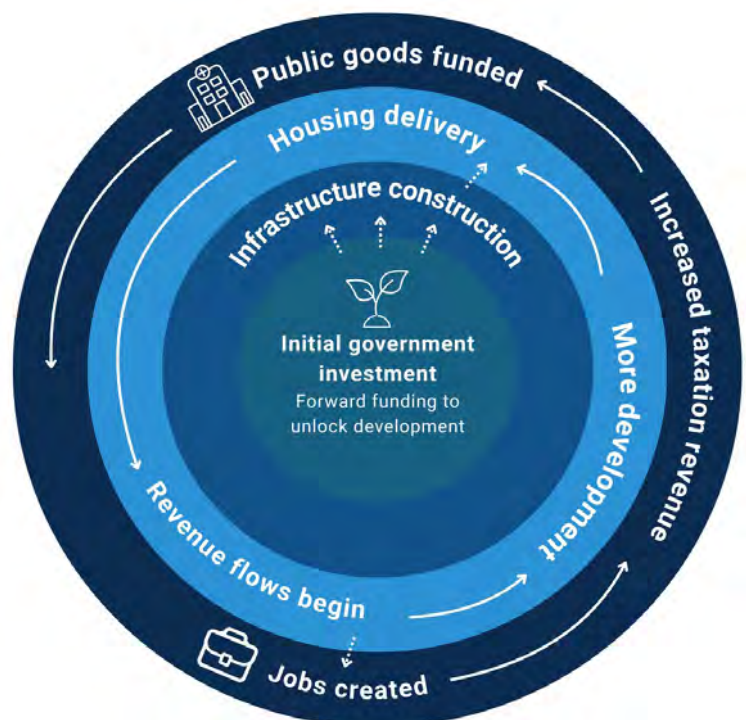 Public goods funded
Housing delivery
Infrastructure construction
Initial government
investment
Forward funding to
unlock development
Increased taxation revenue
More development
Revenue flows begin
Jobs created